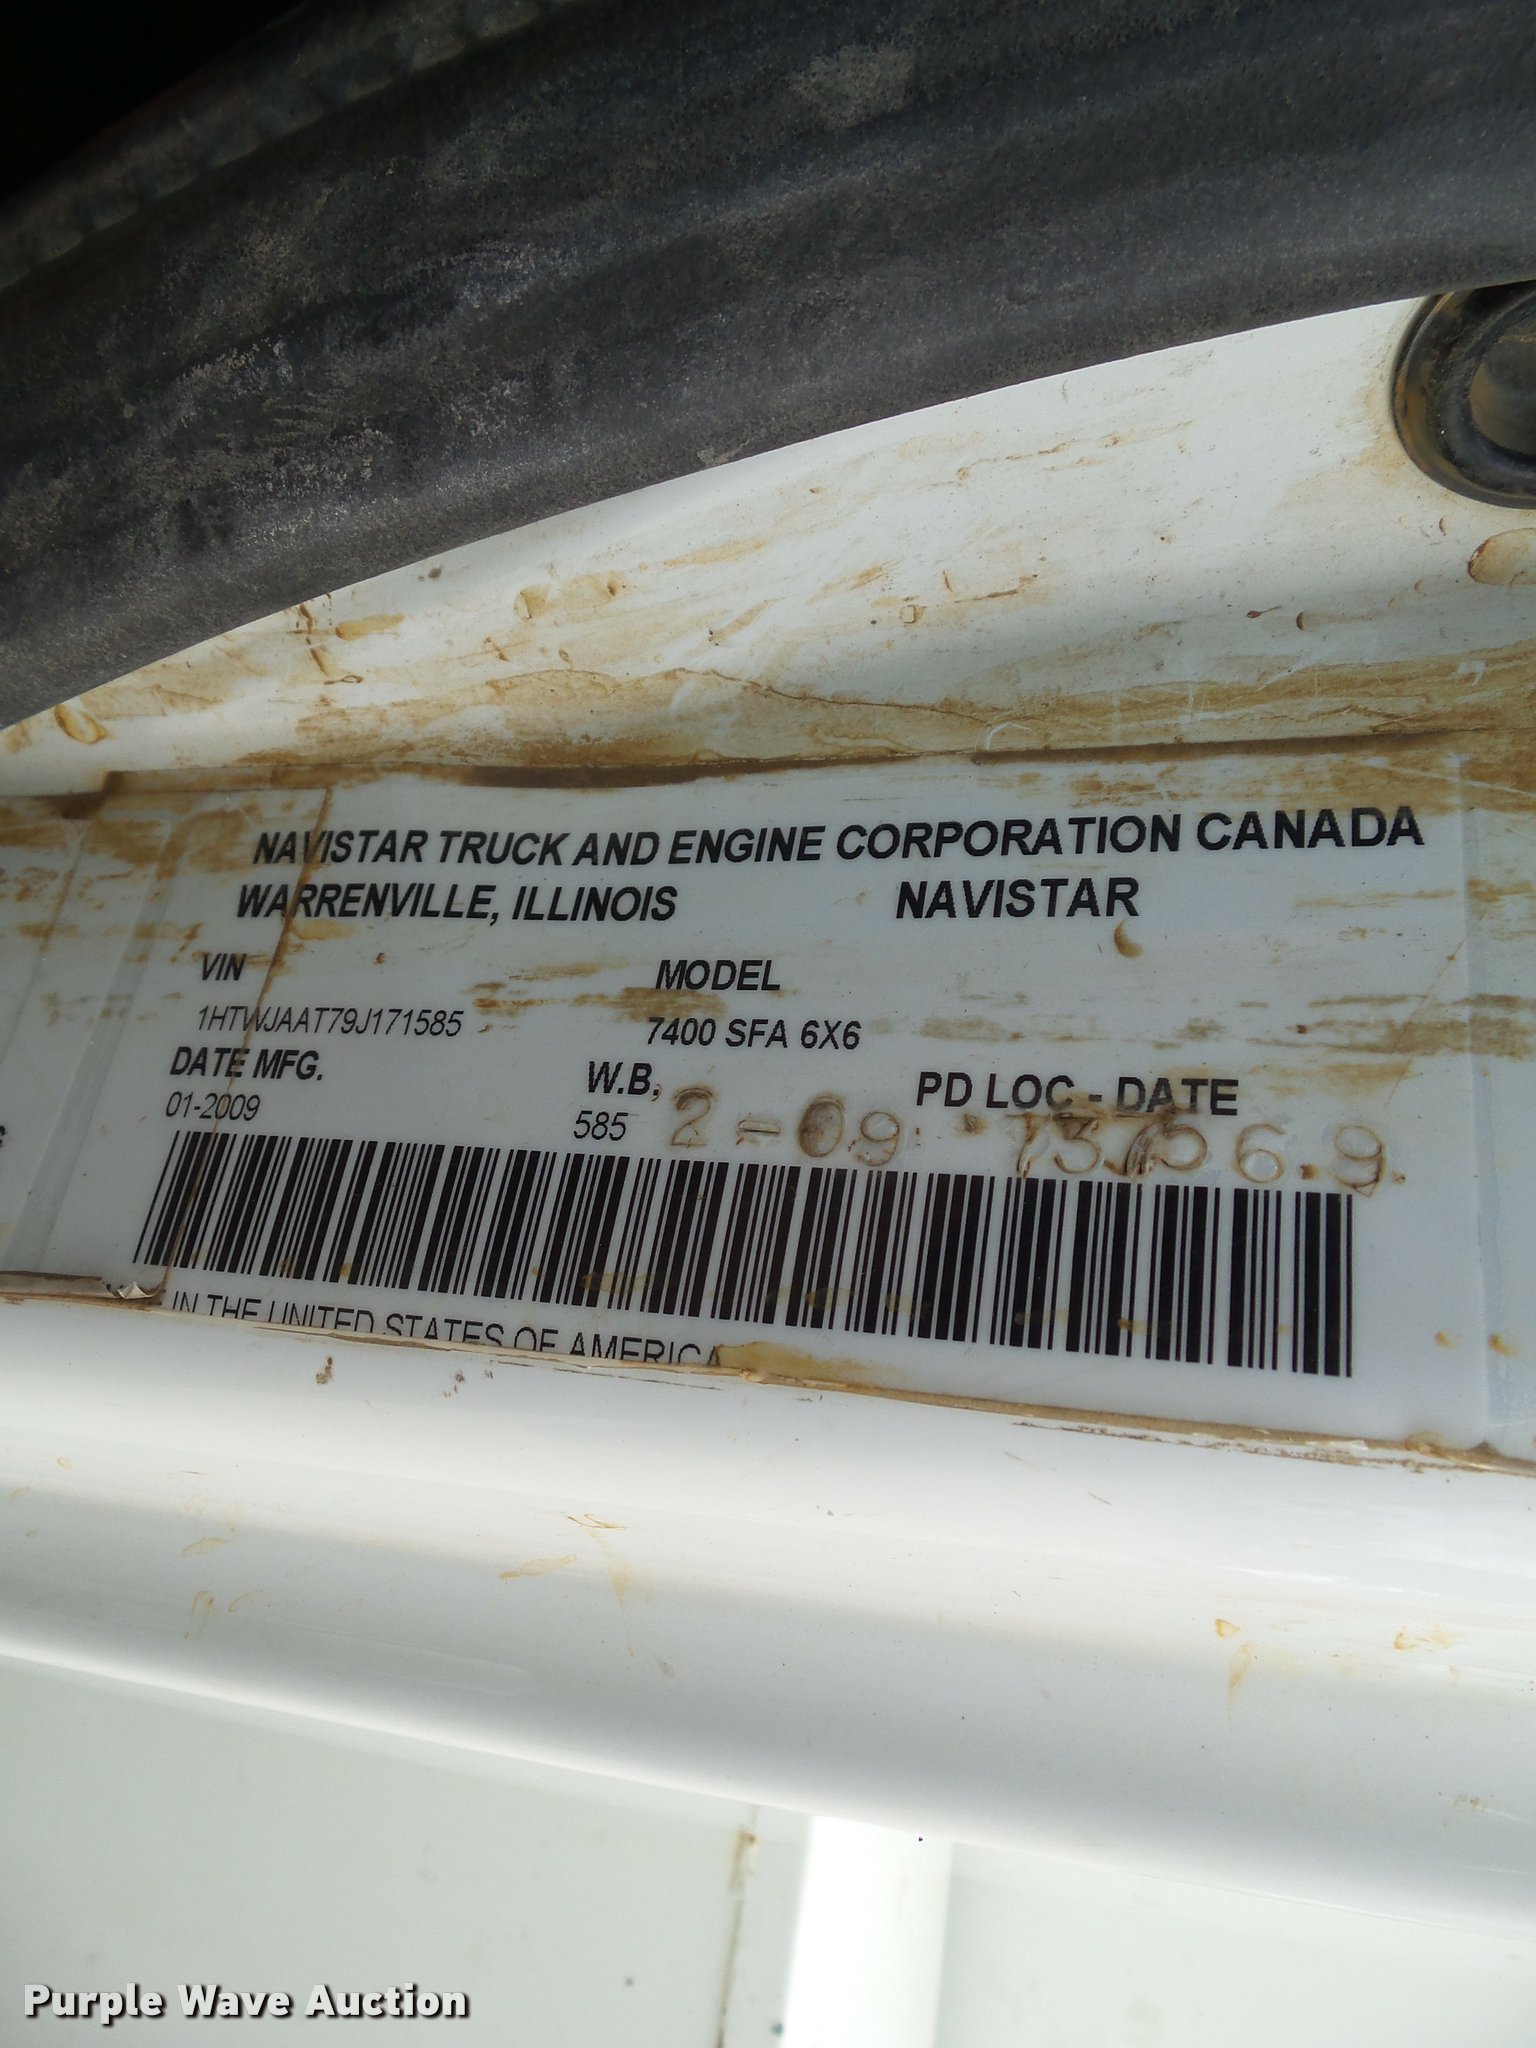 NAVISTAR TRUCK AND ENGINE CORPORATION CANADA
WARRENVILLE, ILLINOIS NAVISTAR
VIN MODEL
1HTWJAAT79J171585 7400 SFA 6X6
DATE MFG. W.B. PD LOC - DATE
01-2009 585 2-09
IN THE UNITED STATES OF AMERICA
Purple Wave Auction